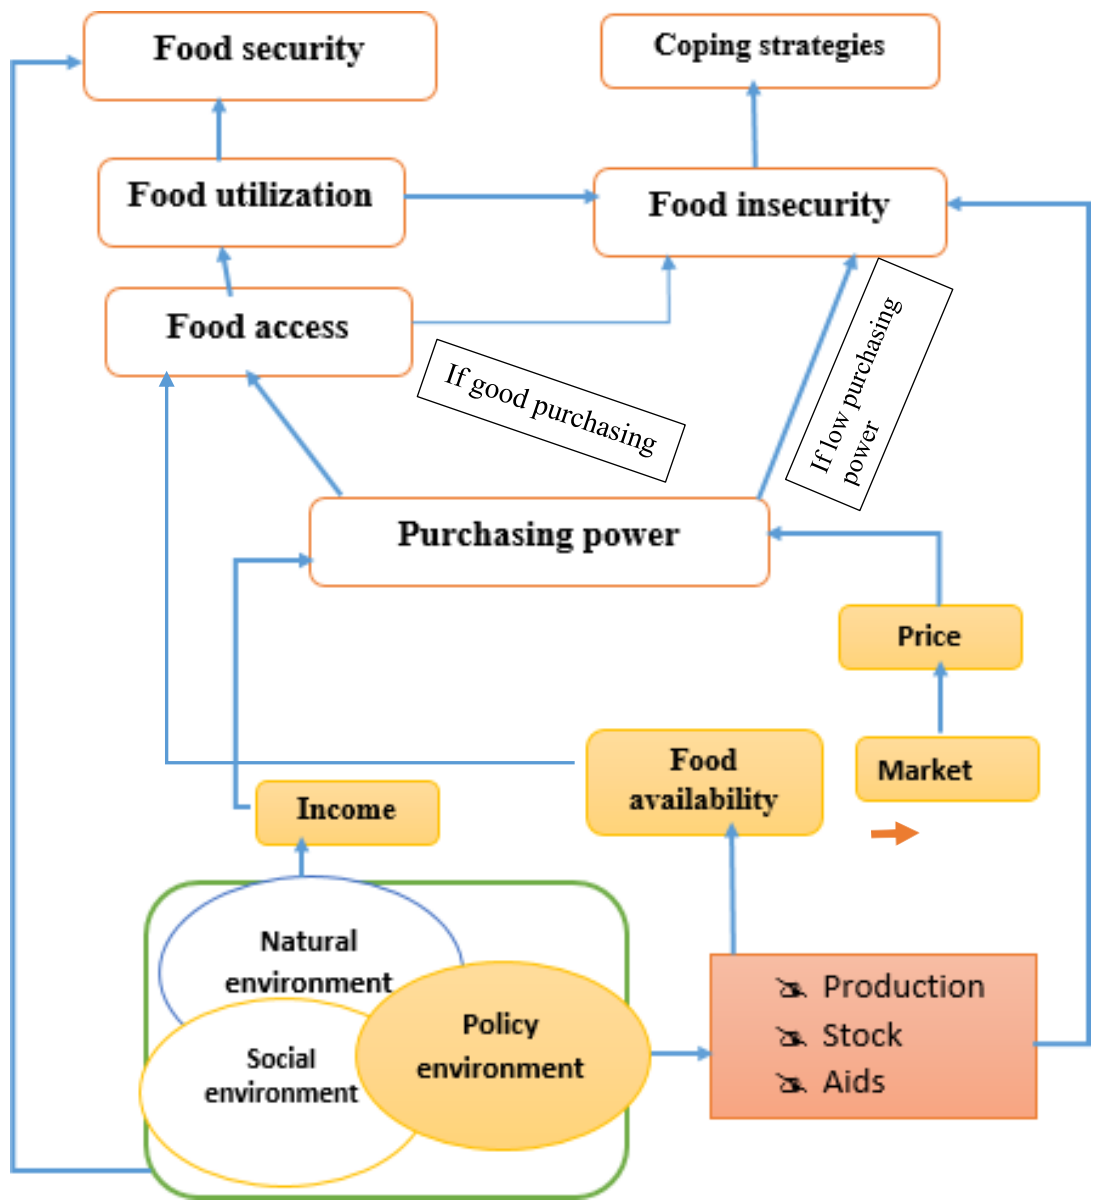 Food security
Coping strategies
Food utilization
Food insecurity
Food access
If good purchasing
If low purchasing
power
Purchasing power
Price
Food
availability
Market
Income
Natural
environment
Policy
environment
Social
environment
Production
Stock
Aids